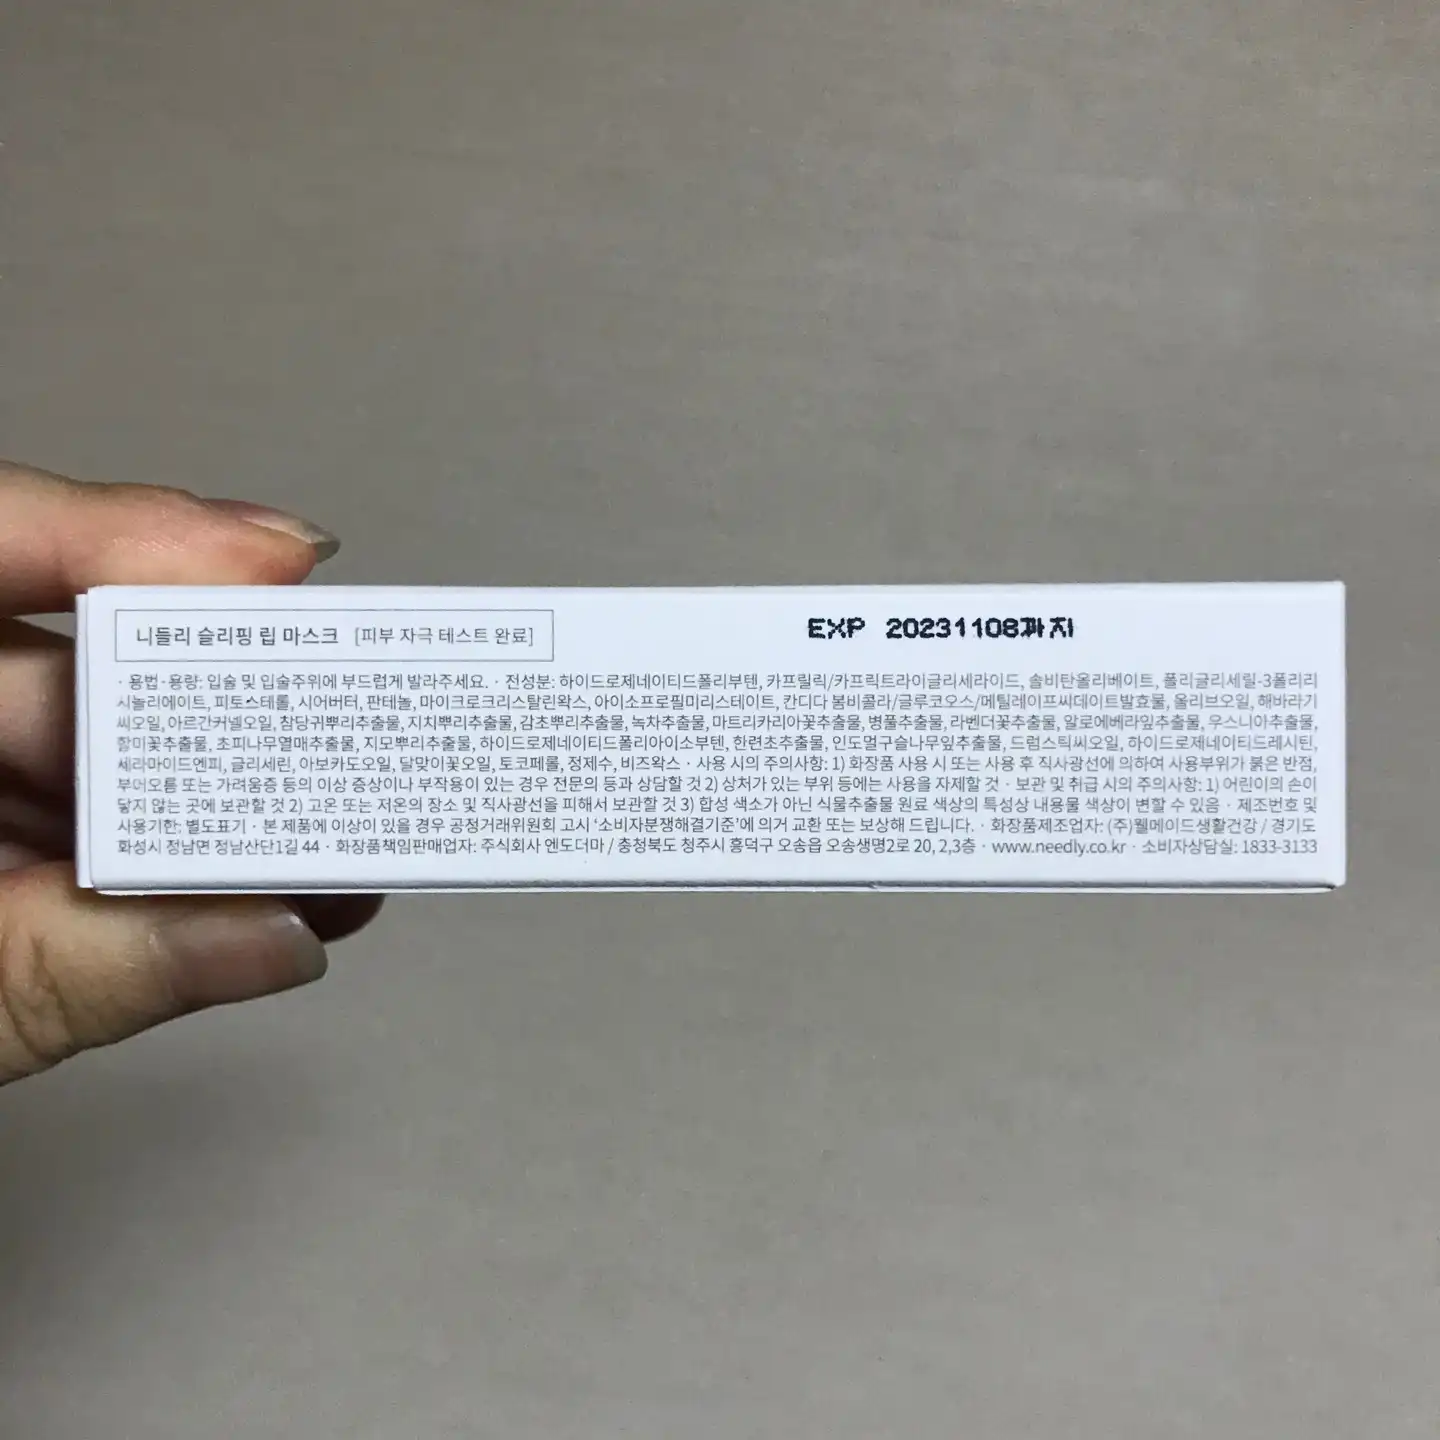 니들리 슬리핑 립 마스크 [피부 자극 테스트 완료]
EXP 20231108까지
· 용법·용량: 입술 및 입술주위에 부드럽게 발라주세요. · 전성분: 하이드로제네이티드폴리부텐, 카프릴릭/카프릭트라이글리세라이드, 솔비탄올리베이트, 폴리글리세릴-3폴리리
시놀리에이트, 피토스테롤, 시어버터, 판테놀, 마이크로크리스탈린왁스, 아이소프로필미리스테이트, 칸디다 봄비콜라/글루코오스/메틸레이프씨데이트발효물, 올리브오일, 해바라기
씨오일, 아르간커넬오일, 참당귀뿌리추출물, 지치뿌리추출물, 감초뿌리추출물, 녹차추출물, 마트리카리아꽃추출물, 병풀추출물, 라벤더꽃추출물, 알로에베라잎추출물, 우스니아추출물,
할미꽃추출물, 초피나무열매추출물, 지모뿌리추출물, 하이드로제네이티드폴리아이소부텐, 한련초추출물, 인도멀구슬나무잎추출물, 드럼스틱씨오일, 하이드로제네이티드레시틴,
세라마이드엔피, 글리세린, 아보카도오일, 달맞이꽃오일, 토코페롤, 정제수, 비즈왁스 · 사용 시의 주의사항: 1) 화장품 사용 시 또는 사용 후 직사광선에 의하여 사용부위가 붉은 반점,
부어오름 또는 가려움증 등의 이상 증상이나 부작용이 있는 경우 전문의 등과 상담할 것 2) 상처가 있는 부위 등에는 사용을 자제할 것 · 보관 및 취급 시의 주의사항: 1) 어린이의 손이
닿지 않는 곳에 보관할 것 2) 고온 또는 저온의 장소 및 직사광선을 피해서 보관할 것 3) 합성 색소가 아닌 식물추출물 원료 색상의 특성상 내용물 색상이 변할 수 있음 · 제조번호 및
사용기한: 별도표기 · 본 제품에 이상이 있을 경우 공정거래위원회 고시 '소비자분쟁해결기준'에 의거 교환 또는 보상해 드립니다. · 화장품제조업자: (주)웰메이드생활건강 / 경기도
화성시 정남면 정남산단1길 44 · 화장품책임판매업자: 주식회사 엔도더마 / 충청북도 청주시 흥덕구 오송읍 오송생명2로 20, 2,3층 · www.needly.co.kr · 소비자상담실: 1833-3133